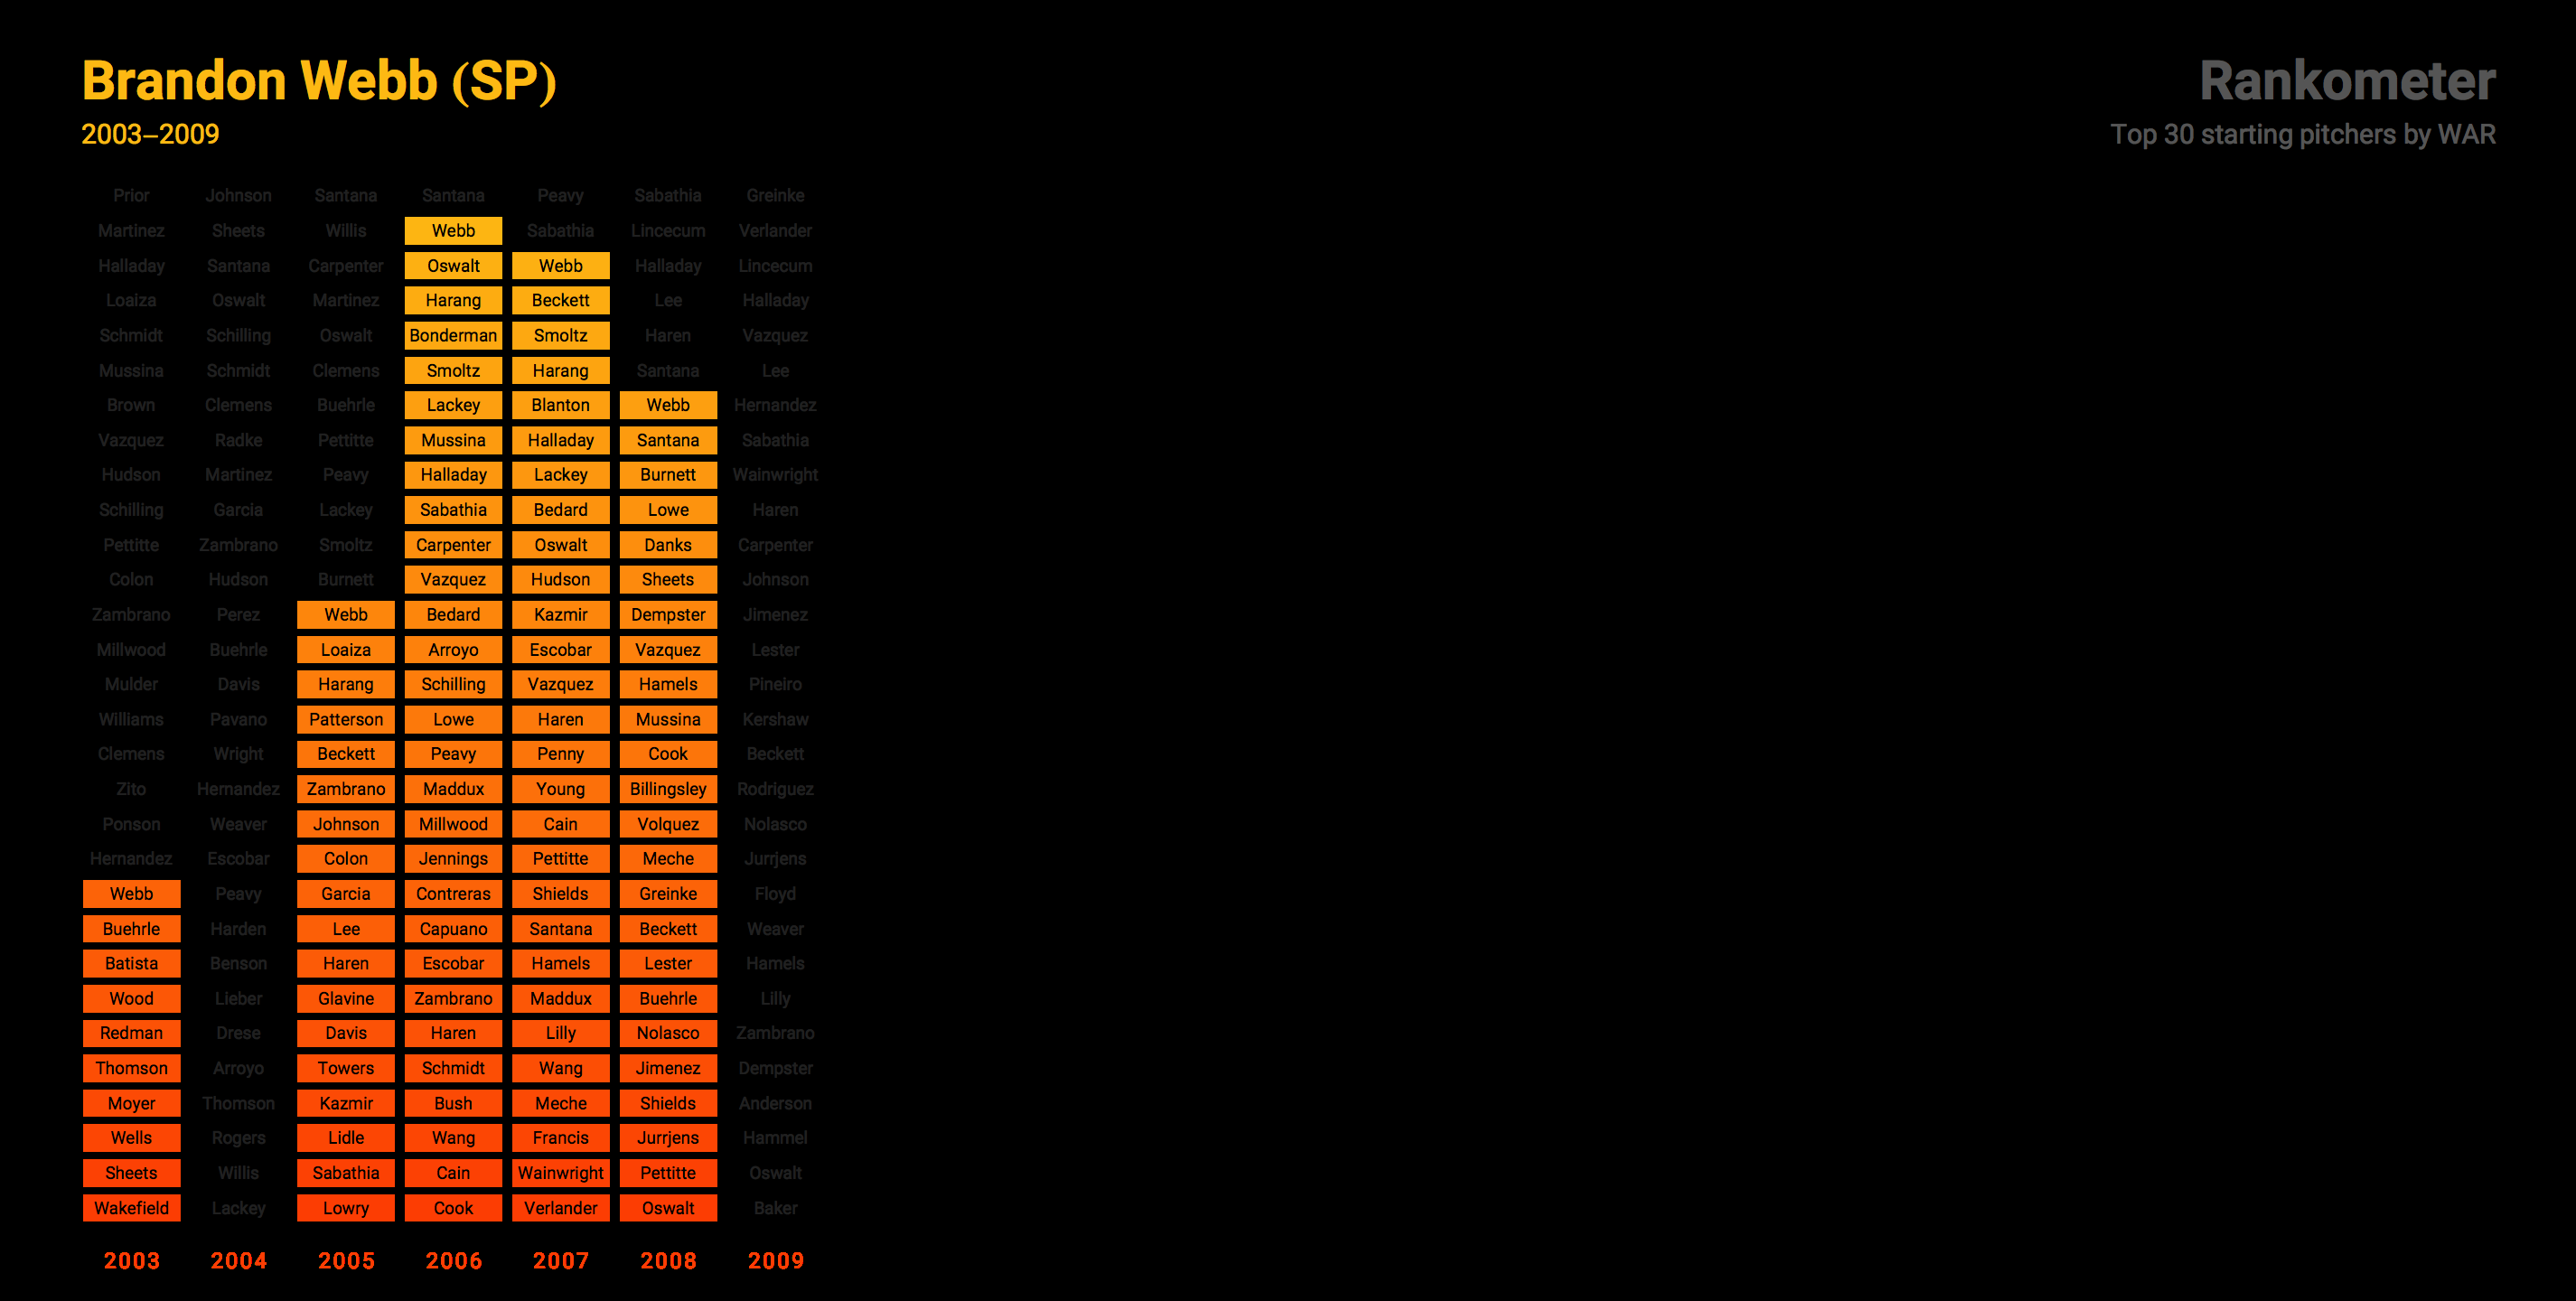 Brandon Webb (SP)
2003–2009
Rankometer
Top 30 starting pitchers by WAR
Prior Johnson Santana Santana Peavy Sabathia Greinke
Martinez Sheets Willis Webb Sabathia Lincecum Verlander
Halladay Santana Carpenter Oswalt Webb Halladay Lincecum
Loaiza Oswalt Martinez Harang Beckett Lee Halladay
Schmidt Schilling Oswalt Bonderman Smoltz Haren Vazquez
Mussina Schmidt Clemens Smoltz Harang Santana Lee
Brown Clemens Buehrle Lackey Blanton Webb Hernandez
Vazquez Radke Pettitte Mussina Halladay Santana Sabathia
Hudson Martinez Peavy Halladay Lackey Burnett Wainwright
Schilling Garcia Lackey Sabathia Bedard Lowe Haren
Pettitte Zambrano Smoltz Carpenter Oswalt Danks Carpenter
Colon Hudson Burnett Vazquez Hudson Sheets Johnson
Zambrano Perez Webb Bedard Kazmir Dempster Jimenez
Millwood Buehrle Loaiza Arroyo Escobar Vazquez Lester
Mulder Davis Harang Schilling Vazquez Hamels Pineiro
Williams Pavano Patterson Lowe Haren Mussina Kershaw
Clemens Wright Beckett Peavy Penny Cook Beckett
Zito Hernandez Zambrano Maddux Young Billingsley Rodriguez
Ponson Weaver Johnson Millwood Cain Volquez Nolasco
Hernandez Escobar Colon Jennings Pettitte Meche Jurrjens
Webb Peavy Garcia Contreras Shields Greinke Floyd
Buehrle Harden Lee Capuano Santana Beckett Weaver
Batista Benson Haren Escobar Hamels Lester Hamels
Wood Lieber Glavine Zambrano Maddux Buehrle Lilly
Redman Drese Davis Haren Lilly Nolasco Zambrano
Thomson Arroyo Towers Schmidt Wang Jimenez Dempster
Moyer Thomson Kazmir Bush Meche Shields Anderson
Wells Rogers Lidle Wang Francis Jurrjens Hammel
Sheets Willis Sabathia Cain Wainwright Pettitte Oswalt
Wakefield Lackey Lowry Cook Verlander Oswalt Baker
2003 2004 2005 2006 2007 2008 2009